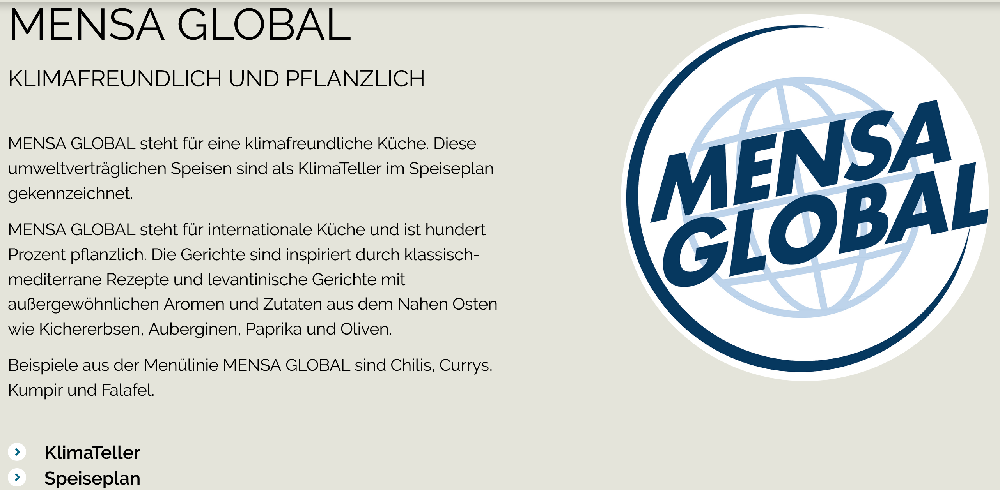 MENSA GLOBAL
KLIMAFREUNDLICH UND PFLANZLICH
MENSA GLOBAL steht für eine klimafreundliche Küche. Diese
umweltverträglichen Speisen sind als KlimaTeller im Speiseplan
gekennzeichnet.
MENSA GLOBAL steht für internationale Küche und ist hundert
Prozent pflanzlich. Die Gerichte sind inspiriert durch klassisch-
mediterrane Rezepte und levantinische Gerichte mit
außergewöhnlichen Aromen und Zutaten aus dem Nahen Osten
wie Kichererbsen, Auberginen, Paprika und Oliven.
Beispiele aus der Menülinie MENSA GLOBAL sind Chilis, Currys,
Kumpir und Falafel.
KlimaTeller
Speiseplan
MENSA
GLOBAL